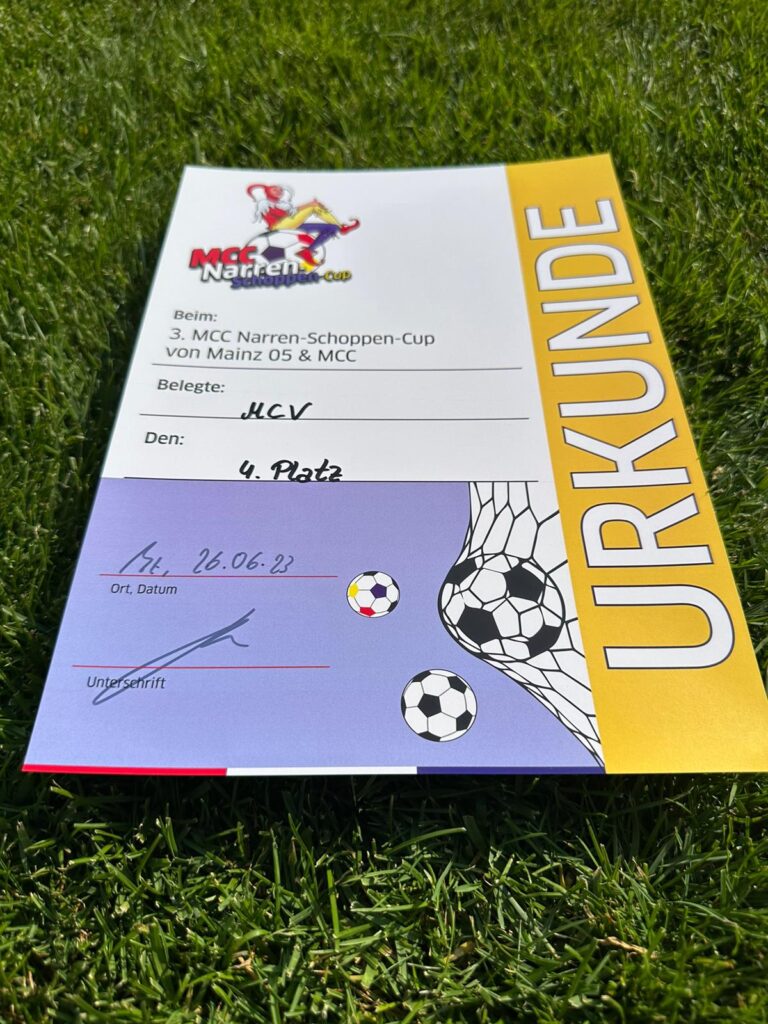 MCC
Narren-
Schoppen-Cup
Beim:
3. MCC Narren-Schoppen-Cup
von Mainz 05 & MCC
Belegte:
MCV
Den:
4. Platz
26.06.23
Ort, Datum
Unterschrift
URKUNDE